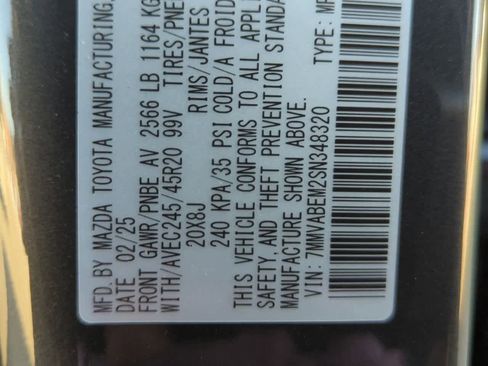 MFD. BY MAZDA TOYOTA MANUFACTURING,
DATE 02/25
FRONT GAWR/PNBE AV 2566 LB 1164 KG
WITH/AVEC245/45R20 99V TIRES/PNE
20X8J RIMS/JANTES
240 KPA/35 PSI COLD/A FROID
THIS VEHICLE CONFORMS TO ALL APPL
SAFETY, AND THEFT PREVENTION STANDA
MANUFACTURE SHOWN ABOVE.
VIN: 7MMVABEM2SN348320 TYPE: MP